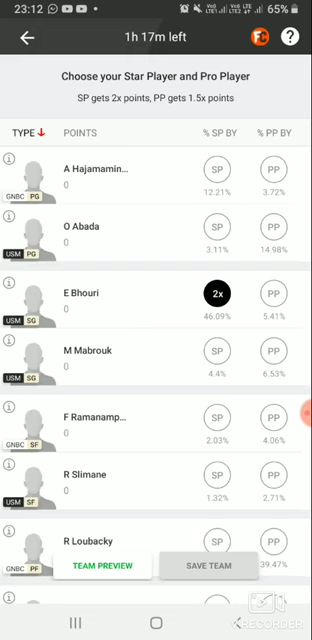 23:12 65%
1h 17m left FC ?
Choose your Star Player and Pro Player
SP gets 2x points, PP gets 1.5x points
TYPE POINTS % SP BY % PP BY
A Hajamamin... SP PP
0
GNBC PG 12.21% 3.72%
O Abada SP PP
0
USM PG 3.11% 14.98%
E Bhouri 2x PP
0
USM SG 46.09% 5.41%
M Mabrouk SP PP
0
USM SG 4.4% 6.53%
F Ramanamp... SP PP
0
GNBC SF 2.03% 4.06%
R Slimane SP PP
0
USM SF 1.32% 2.71%
R Loubacky SP PP
TEAM PREVIEW SAVE TEAM
GNBC PF 39.47%
RECORDER